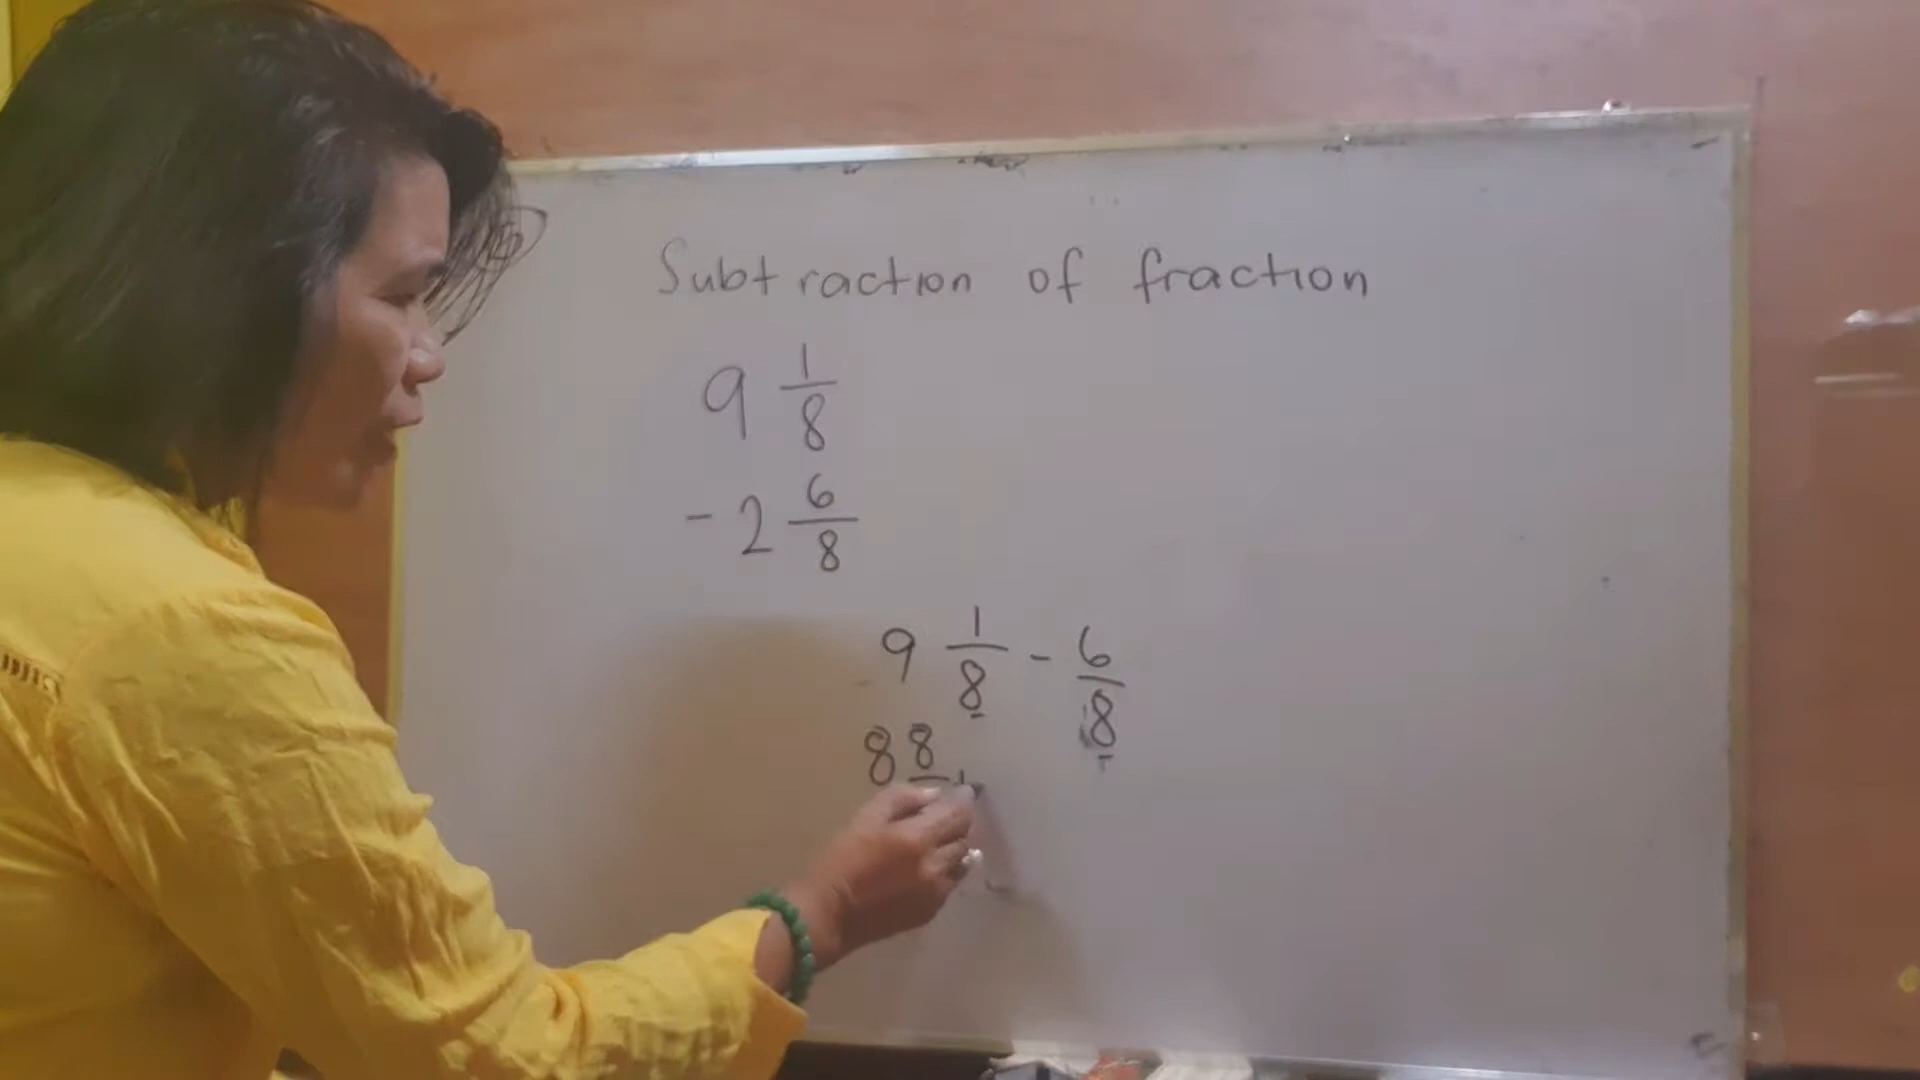 Subtraction of fraction
9 1/8
- 2 6/8
9 1/8 - 6/8
8 8